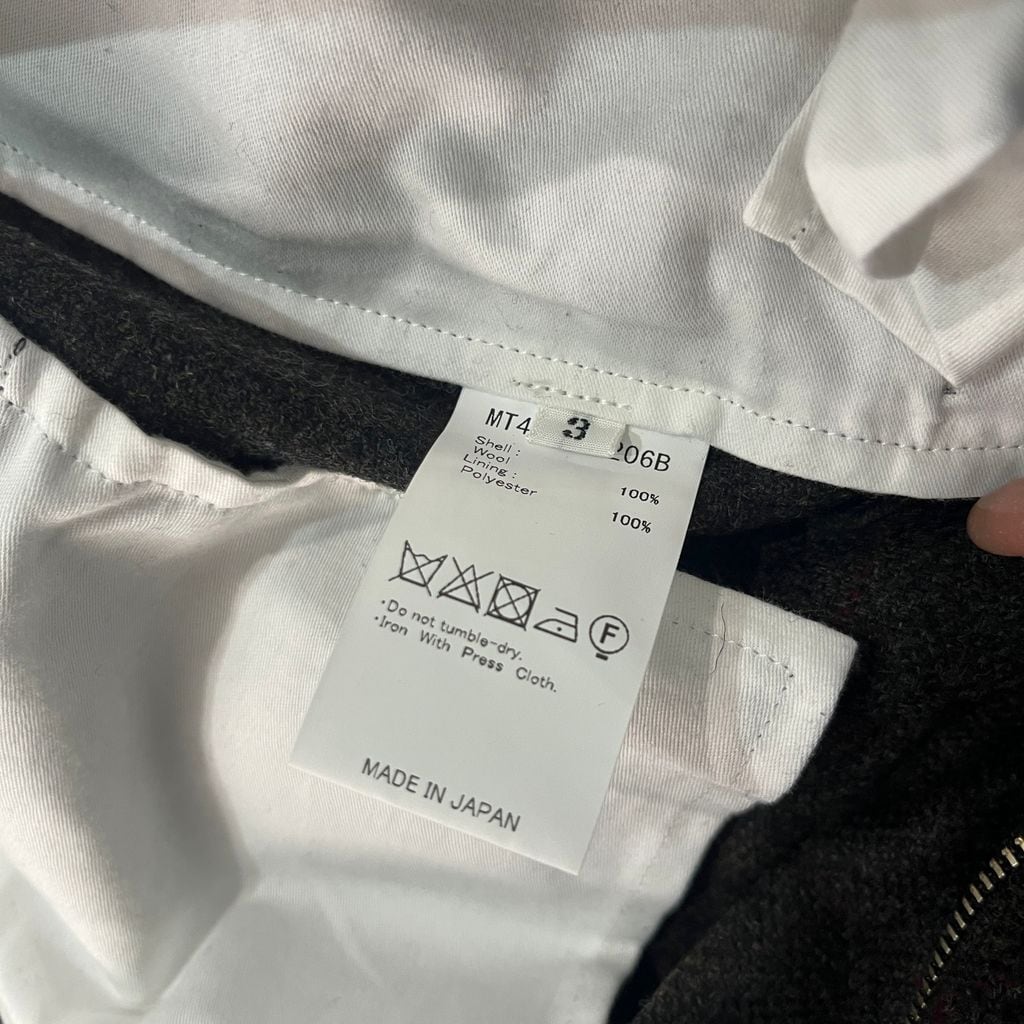 MT4
3
206B
Shell :
Wool 100%
Lining :
Polyester 100%
F
·Do not tumble-dry.
·Iron With Press Cloth.
MADE IN JAPAN